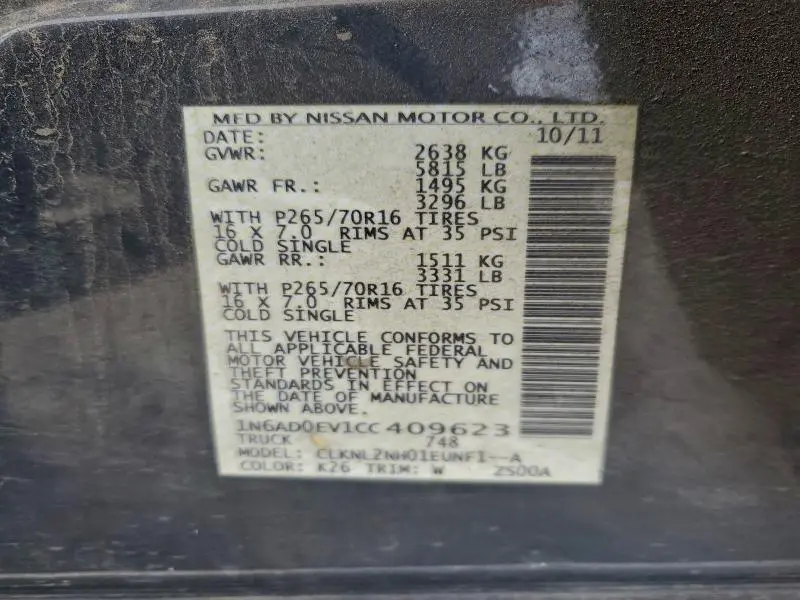 MFD BY NISSAN MOTOR CO., LTD.
DATE: 10/11
GVWR: 2638 KG
5815 LB
GAWR FR.: 1495 KG
3296 LB
WITH P265/70R16 TIRES
16 X 7.0 RIMS AT 35 PSI
COLD SINGLE
GAWR RR.: 1511 KG
3331 LB
WITH P265/70R16 TIRES
16 X 7.0 RIMS AT 35 PSI
COLD SINGLE
THIS VEHICLE CONFORMS TO
ALL APPLICABLE FEDERAL
MOTOR VEHICLE SAFETY AND
THEFT PREVENTION
STANDARDS IN EFFECT ON
THE DATE OF MANUFACTURE
SHOWN ABOVE.
1N6AD0EV1CC409623
TRUCK 748
MODEL: CLKNL2NH01EUNFI--A
COLOR: K26 TRIM: W 2S00A